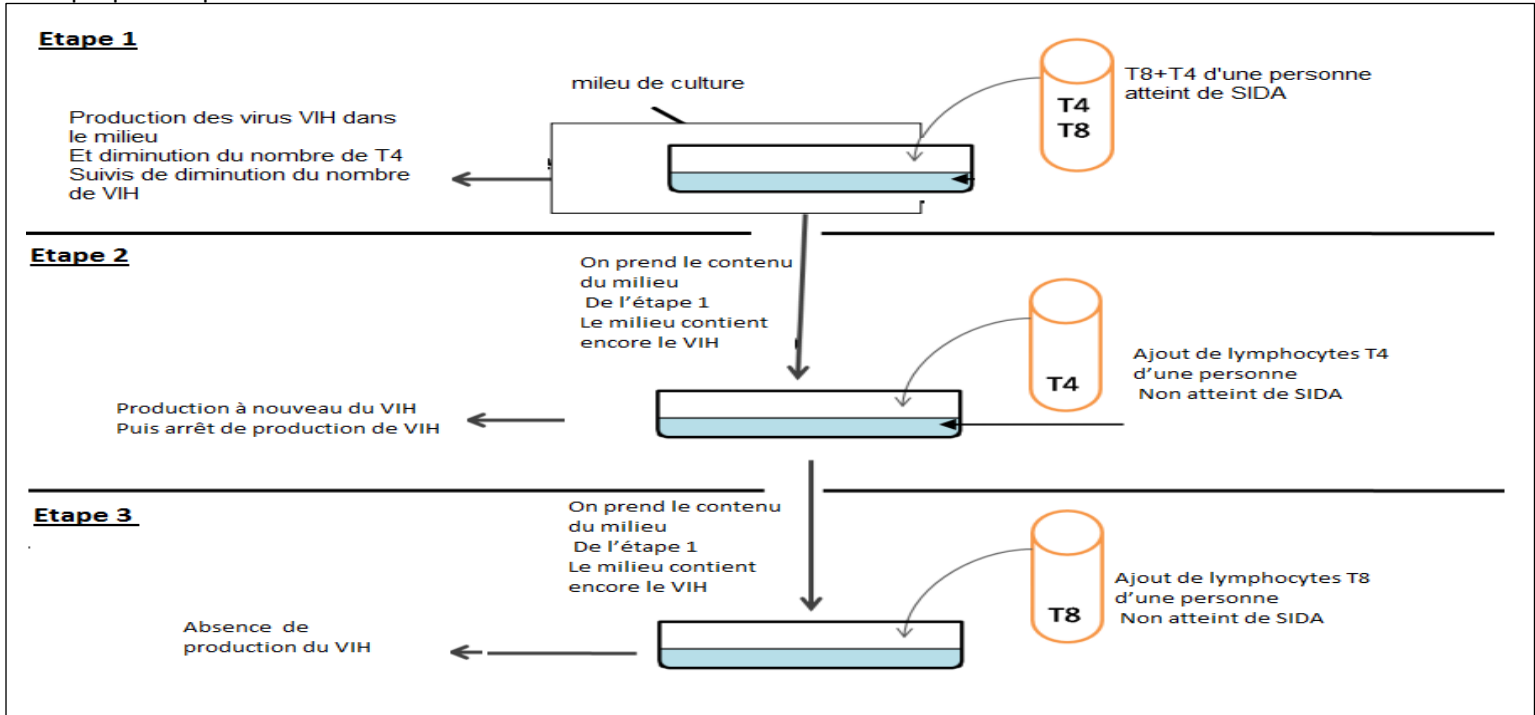 Etape 1
mileu de culture
T8+T4 d'une personne
atteint de SIDA
T4
T8
Production des virus VIH dans
le milieu
Et diminution du nombre de T4
Suivis de diminution du nombre
de VIH
Etape 2
On prend le contenu
du milieu
De l'étape 1
Le milieu contient
encore le VIH
T4
Ajout de lymphocytes T4
d'une personne
Non atteint de SIDA
Production à nouveau du VIH
Puis arrêt de production de VIH
Etape 3
On prend le contenu
du milieu
De l'étape 1
Le milieu contient
encore le VIH
T8
Ajout de lymphocytes T8
d'une personne
Non atteint de SIDA
Absence de
production du VIH